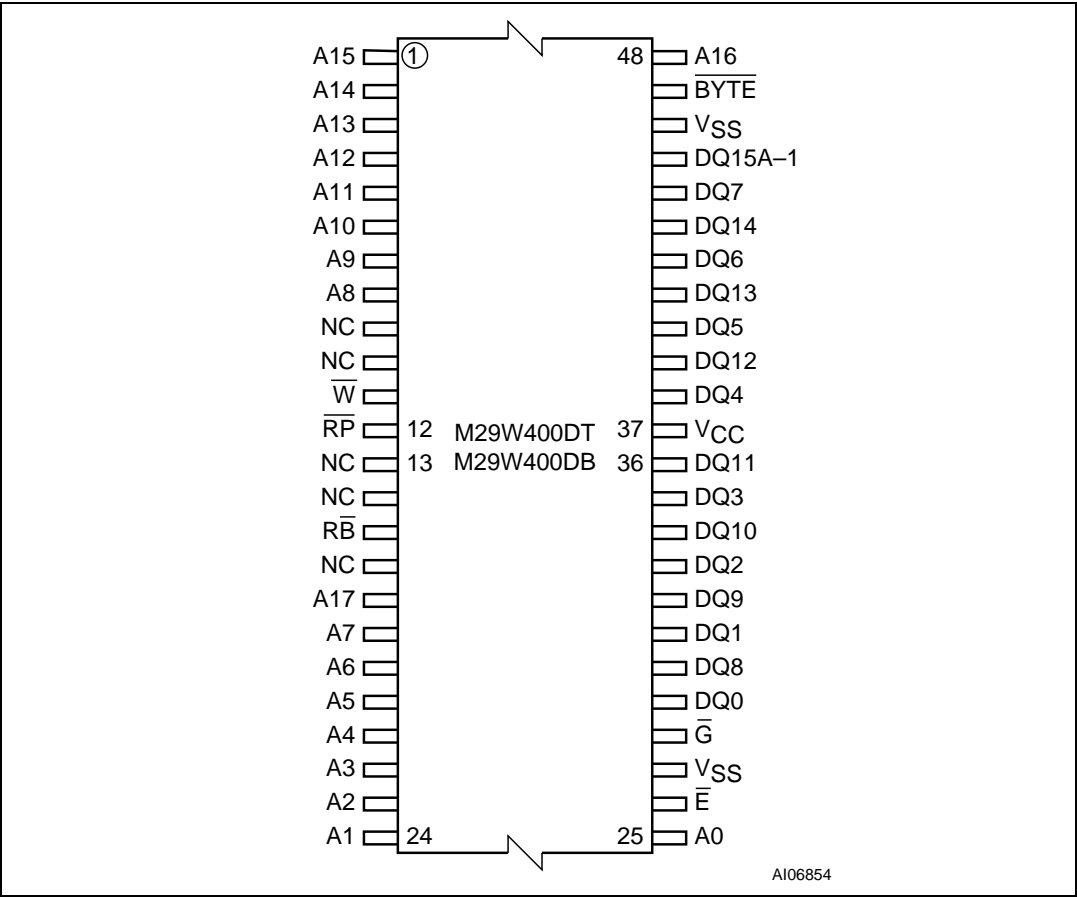 A15 1 48 A16
A14 B̅Y̅T̅E̅
A13 VSS
A12 DQ15A–1
A11 DQ7
A10 DQ14
A9 DQ6
A8 DQ13
NC DQ5
NC DQ12
W̅ DQ4
R̅P̅ 12 M29W400DT 37 VCC
NC 13 M29W400DB 36 DQ11
NC DQ3
RB̅ DQ10
NC DQ2
A17 DQ9
A7 DQ1
A6 DQ8
A5 DQ0
A4 G̅
A3 VSS
A2 E̅
A1 24 25 A0
AI06854